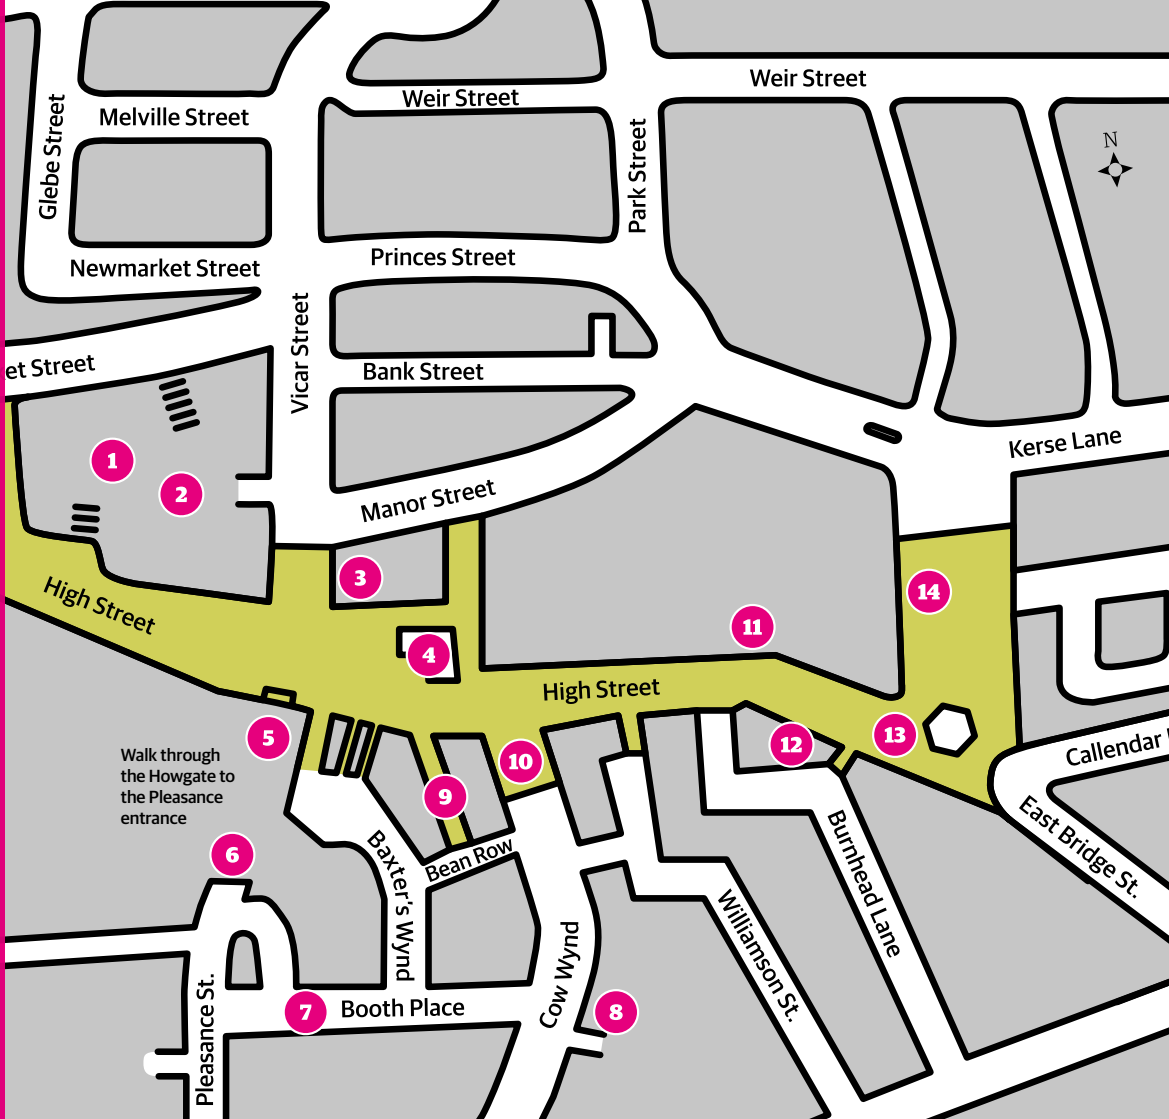 Weir Street
Weir Street
Melville Street
Glebe Street
Park Street
N
Newmarket Street
Princes Street
Vicar Street
et Street
Bank Street
Kerse Lane
1
2
Manor Street
3
14
High Street
11
4
High Street
5
13
12
Callendar
10
Walk through
the Howgate to
the Pleasance
entrance
9
East Bridge St.
6
Baxter's Wynd
Bean Row
Burnhead Lane
Williamson St.
Cow Wynd
Pleasance St.
7
Booth Place
8